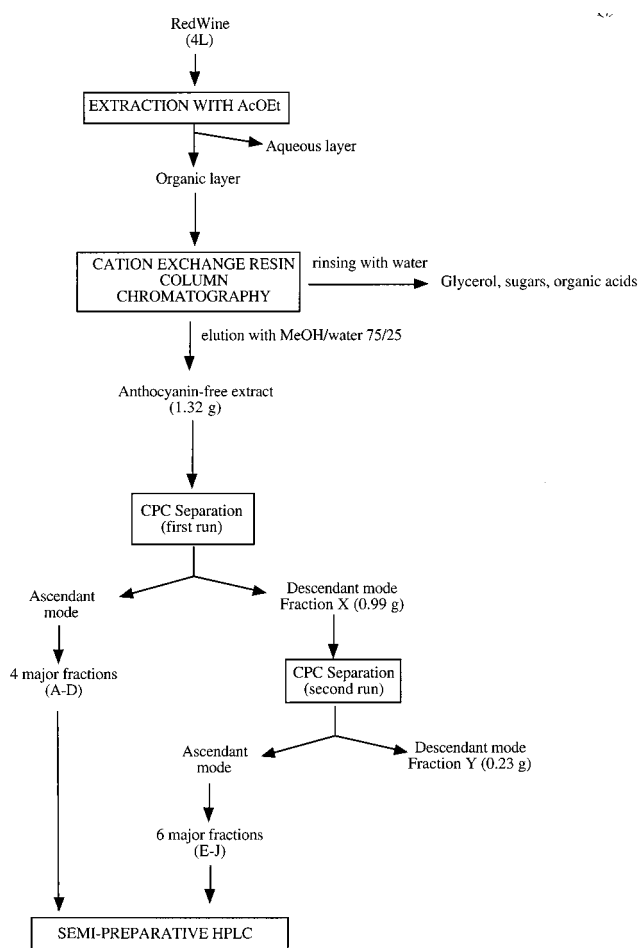 RedWine
(4L)
EXTRACTION WITH AcOEt
Aqueous layer
Organic layer
CATION EXCHANGE RESIN
COLUMN
CHROMATOGRAPHY
rinsing with water
Glycerol, sugars, organic acids
elution with MeOH/water 75/25
Anthocyanin-free extract
(1.32 g)
CPC Separation
(first run)
Ascendant
mode
Descendant mode
Fraction X (0.99 g)
4 major fractions
(A-D)
CPC Separation
(second run)
Ascendant
mode
Descendant mode
Fraction Y (0.23 g)
6 major fractions
(E-J)
SEMI-PREPARATIVE HPLC